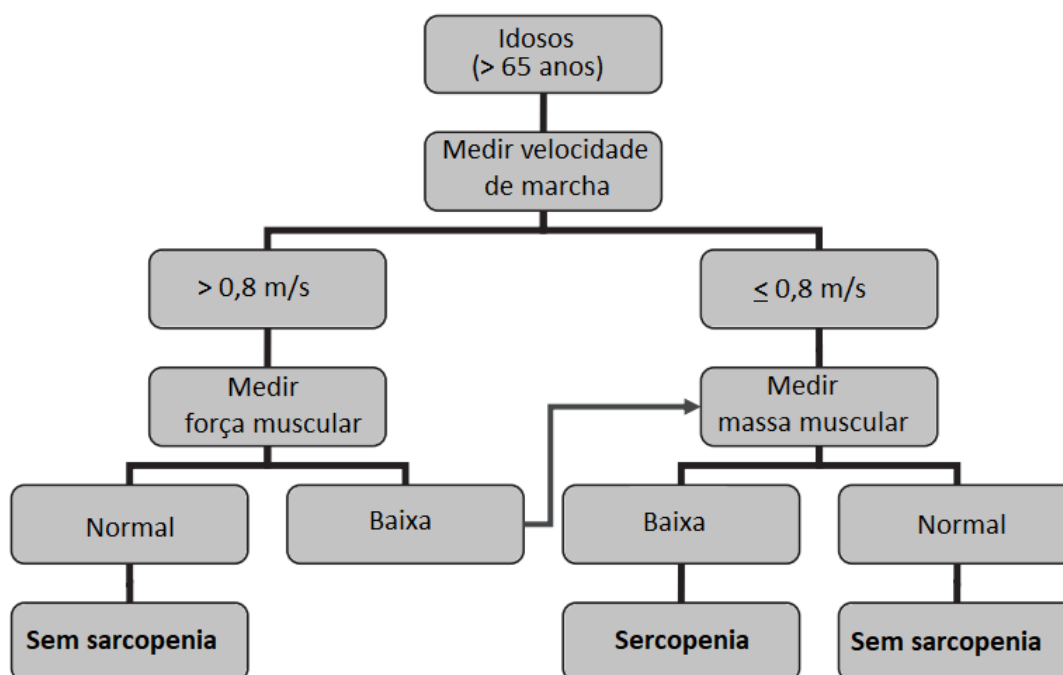 Idosos
(> 65 anos)
Medir velocidade
de marcha
> 0,8 m/s
≤ 0,8 m/s
Medir
força muscular
Medir
massa muscular
Normal
Baixa
Baixa
Normal
Sem sarcopenia
Sercopenia
Sem sarcopenia